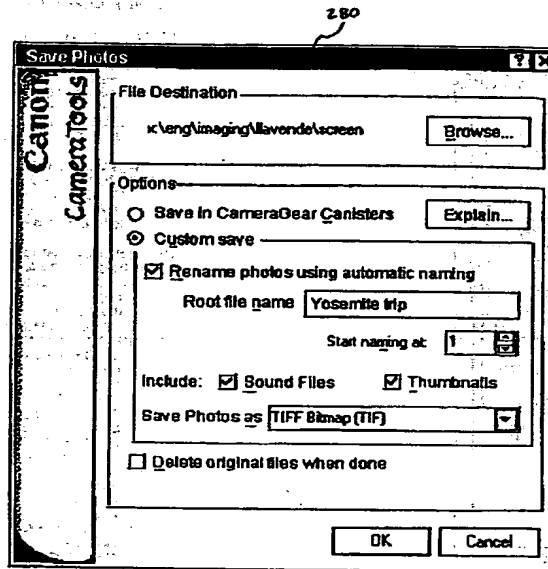 280
Save Photos
Canon
CameraTools
File Destination
x:\eng\imaging\llavende\screen
Browse...
Options
Save in CameraGear Canisters
Explain...
Custom save
Rename photos using automatic naming
Root file name Yosemite trip
Start naming at: 1
Include: Sound Files Thumbnails
Save Photos as TIFF Bitmap (TIF)
Delete original files when done
OK
Cancel